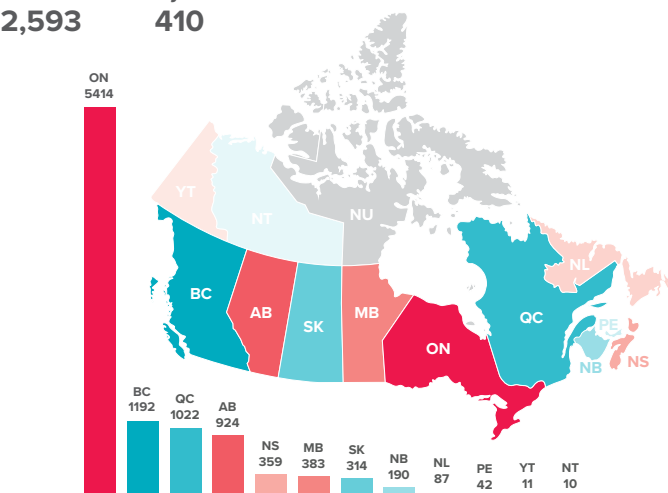 2,593 410
ON
5414
YT
NT
NU
BC
AB
SK
MB
ON
QC
NL
PE
NB
NS
BC
1192
QC
1022
AB
924
NS
359
MB
383
SK
314
NB
190
NL
87
PE
42
YT
11
NT
10